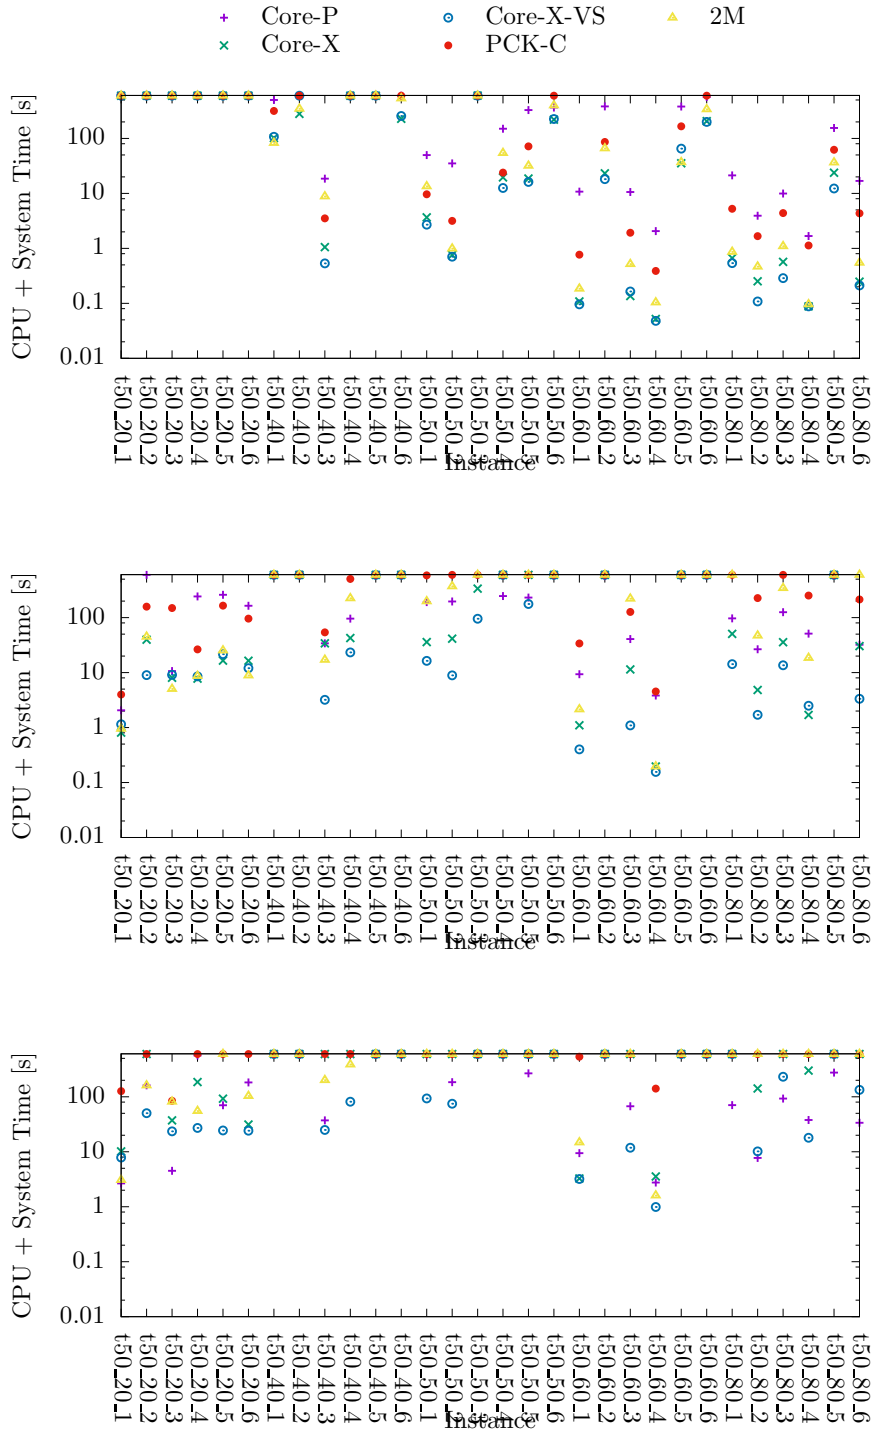 Core-P Core-X-VS 2M
Core-X PCK-C
CPU + System Time [s]
100
10
1
0.1
0.01
t50_20_1
t50_20_2
t50_20_3
t50_20_4
t50_20_5
t50_20_6
t50_40_1
t50_40_2
t50_40_3
t50_40_4
t50_40_5
t50_40_6
t50_50_1
t50_50_2
t50_50_3
t50_50_4
t50_50_5
t50_50_6
t50_60_1
t50_60_2
t50_60_3
t50_60_4
t50_60_5
t50_60_6
t50_80_1
t50_80_2
t50_80_3
t50_80_4
t50_80_5
t50_80_6
Instance
CPU + System Time [s]
100
10
1
0.1
0.01
t50_20_1
t50_20_2
t50_20_3
t50_20_4
t50_20_5
t50_20_6
t50_40_1
t50_40_2
t50_40_3
t50_40_4
t50_40_5
t50_40_6
t50_50_1
t50_50_2
t50_50_3
t50_50_4
t50_50_5
t50_50_6
t50_60_1
t50_60_2
t50_60_3
t50_60_4
t50_60_5
t50_60_6
t50_80_1
t50_80_2
t50_80_3
t50_80_4
t50_80_5
t50_80_6
Instance
CPU + System Time [s]
100
10
1
0.1
0.01
t50_20_1
t50_20_2
t50_20_3
t50_20_4
t50_20_5
t50_20_6
t50_40_1
t50_40_2
t50_40_3
t50_40_4
t50_40_5
t50_40_6
t50_50_1
t50_50_2
t50_50_3
t50_50_4
t50_50_5
t50_50_6
t50_60_1
t50_60_2
t50_60_3
t50_60_4
t50_60_5
t50_60_6
t50_80_1
t50_80_2
t50_80_3
t50_80_4
t50_80_5
t50_80_6
Instance